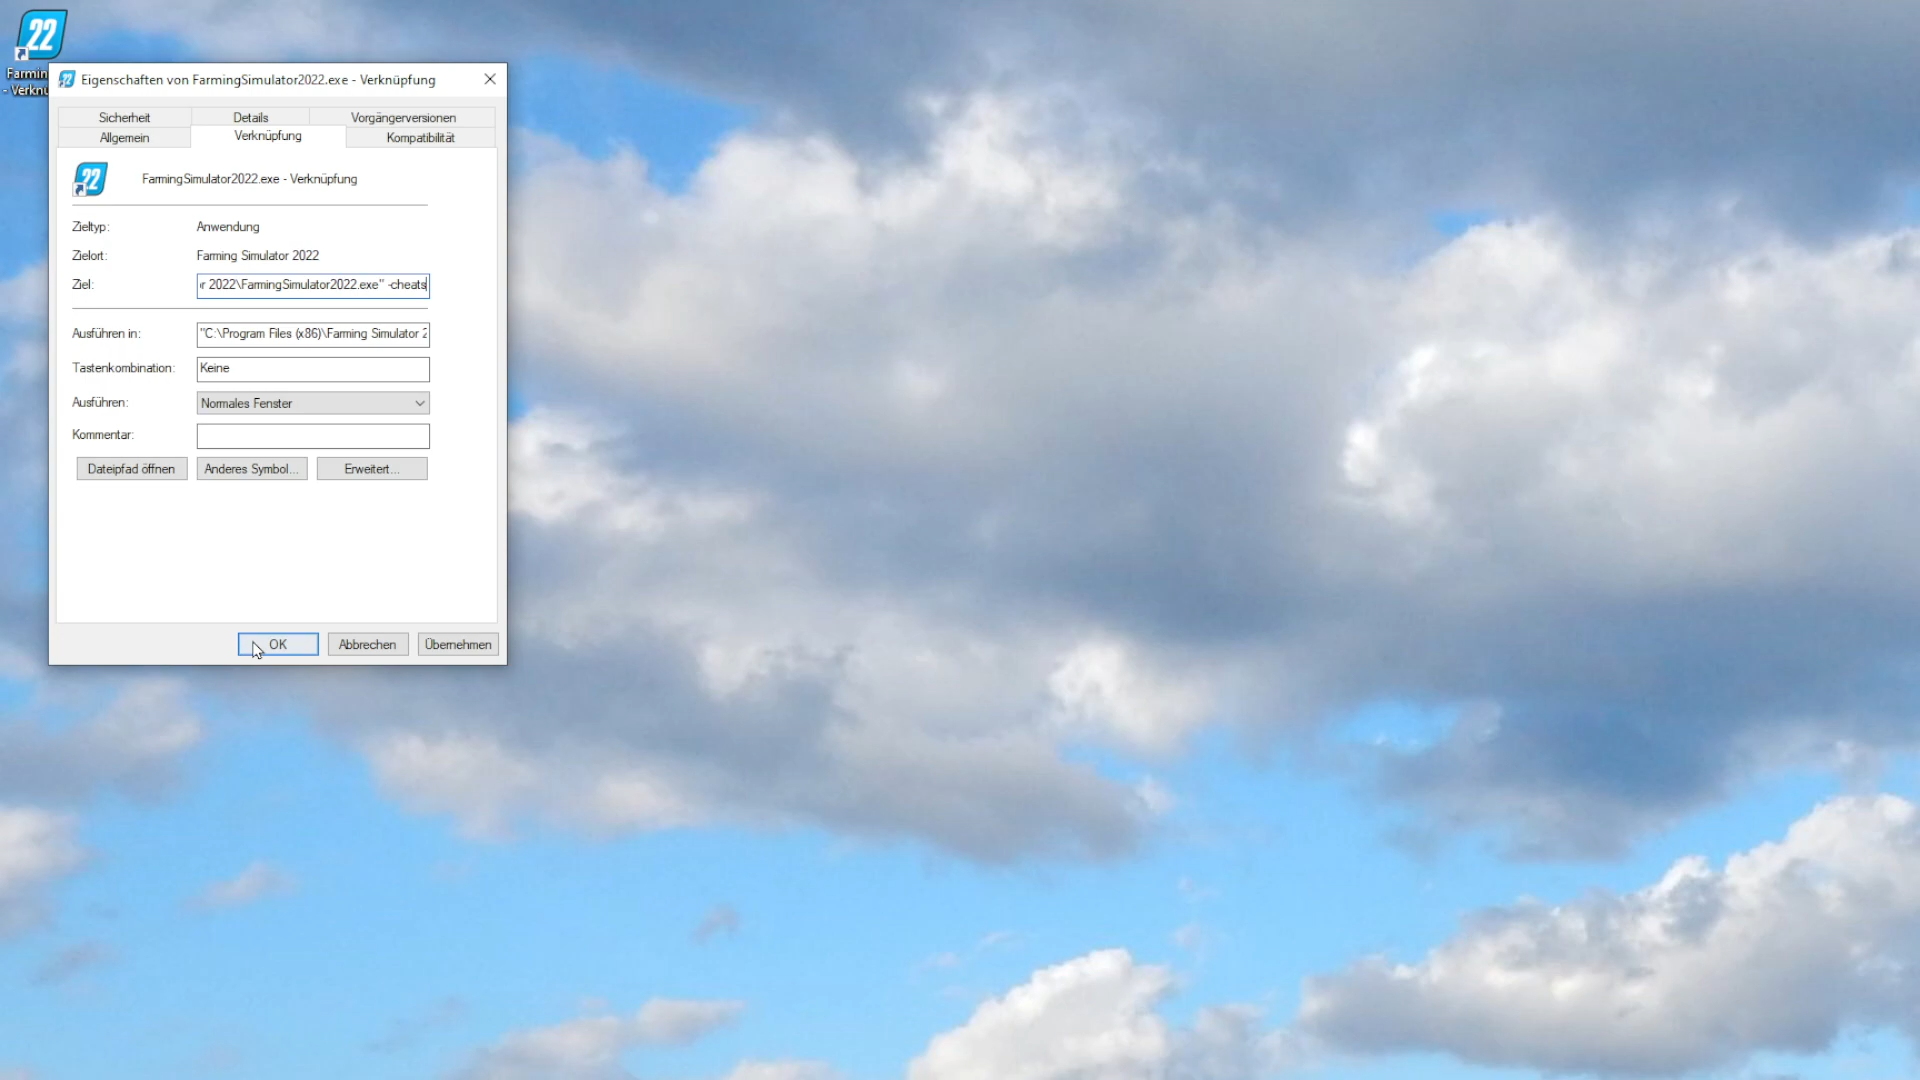 22
Farmin
- Verknü
22 Eigenschaften von FarmingSimulator2022.exe - Verknüpfung
Sicherheit Details Vorgängerversionen
Allgemein Verknüpfung Kompatibilität
22 FarmingSimulator2022.exe - Verknüpfung
Zieltyp: Anwendung
Zielort: Farming Simulator 2022
Ziel: r 2022\FarmingSimulator2022.exe" -cheats
Ausführen in: "C:\Program Files (x86)\Farming Simulator 2
Tastenkombination: Keine
Ausführen: Normales Fenster
Kommentar:
Dateipfad öffnen Anderes Symbol... Erweitert...
OK Abbrechen Übernehmen